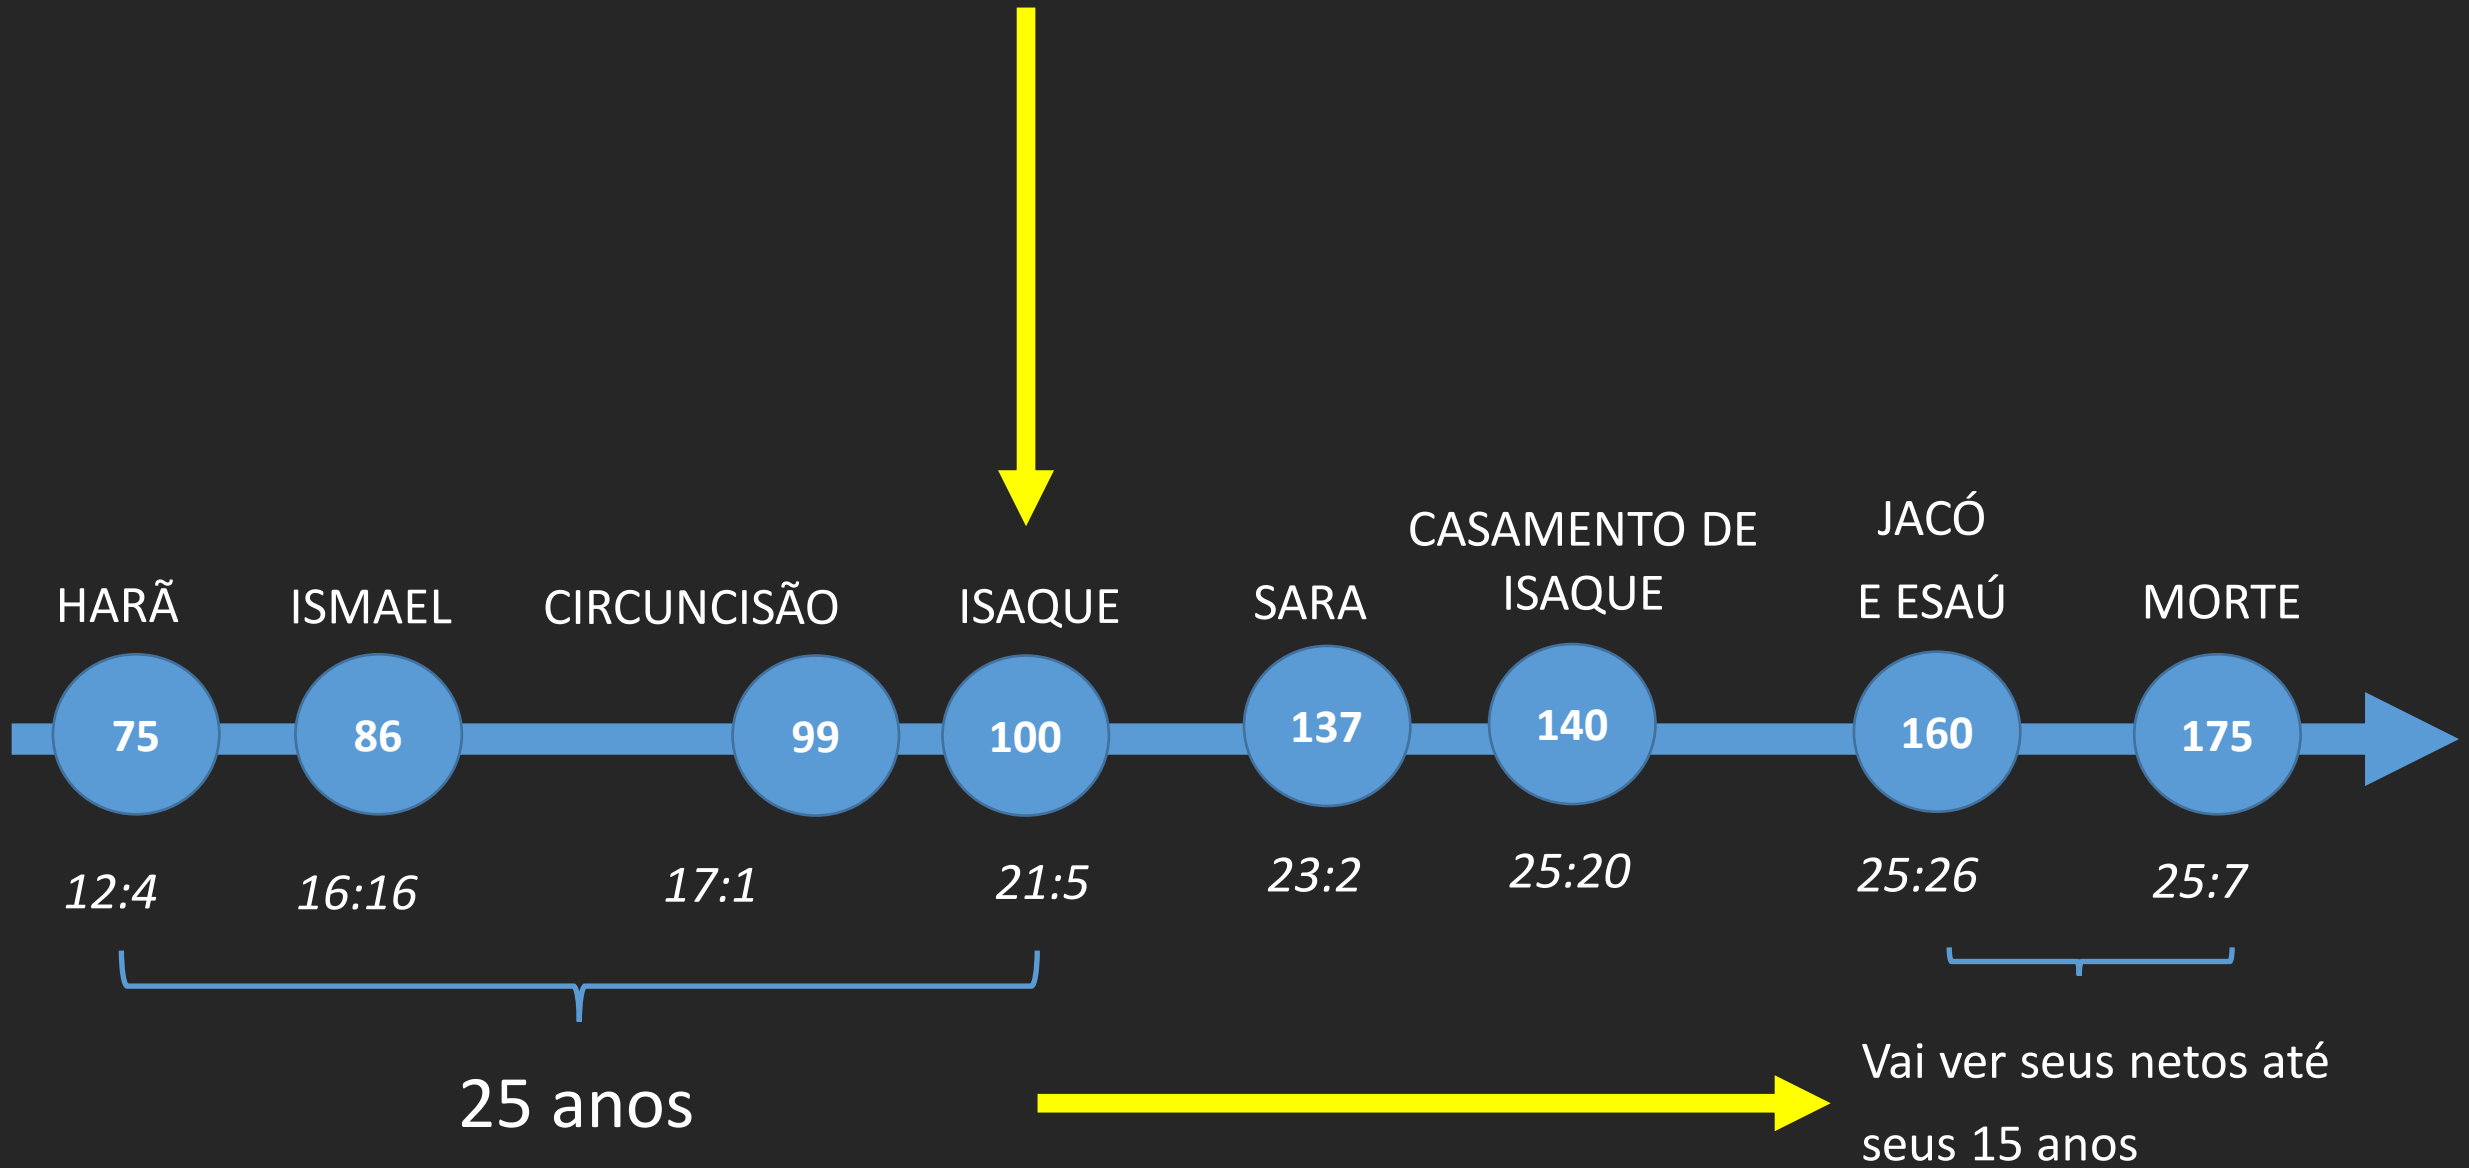 HARÃ
ISMAEL
CIRCUNCISÃO
ISAQUE
SARA
CASAMENTO DE
ISAQUE
JACÓ
E ESAÚ
MORTE
75
86
99
100
137
140
160
175
12:4
16:16
17:1
21:5
23:2
25:20
25:26
25:7
25 anos
Vai ver seus netos até
seus 15 anos